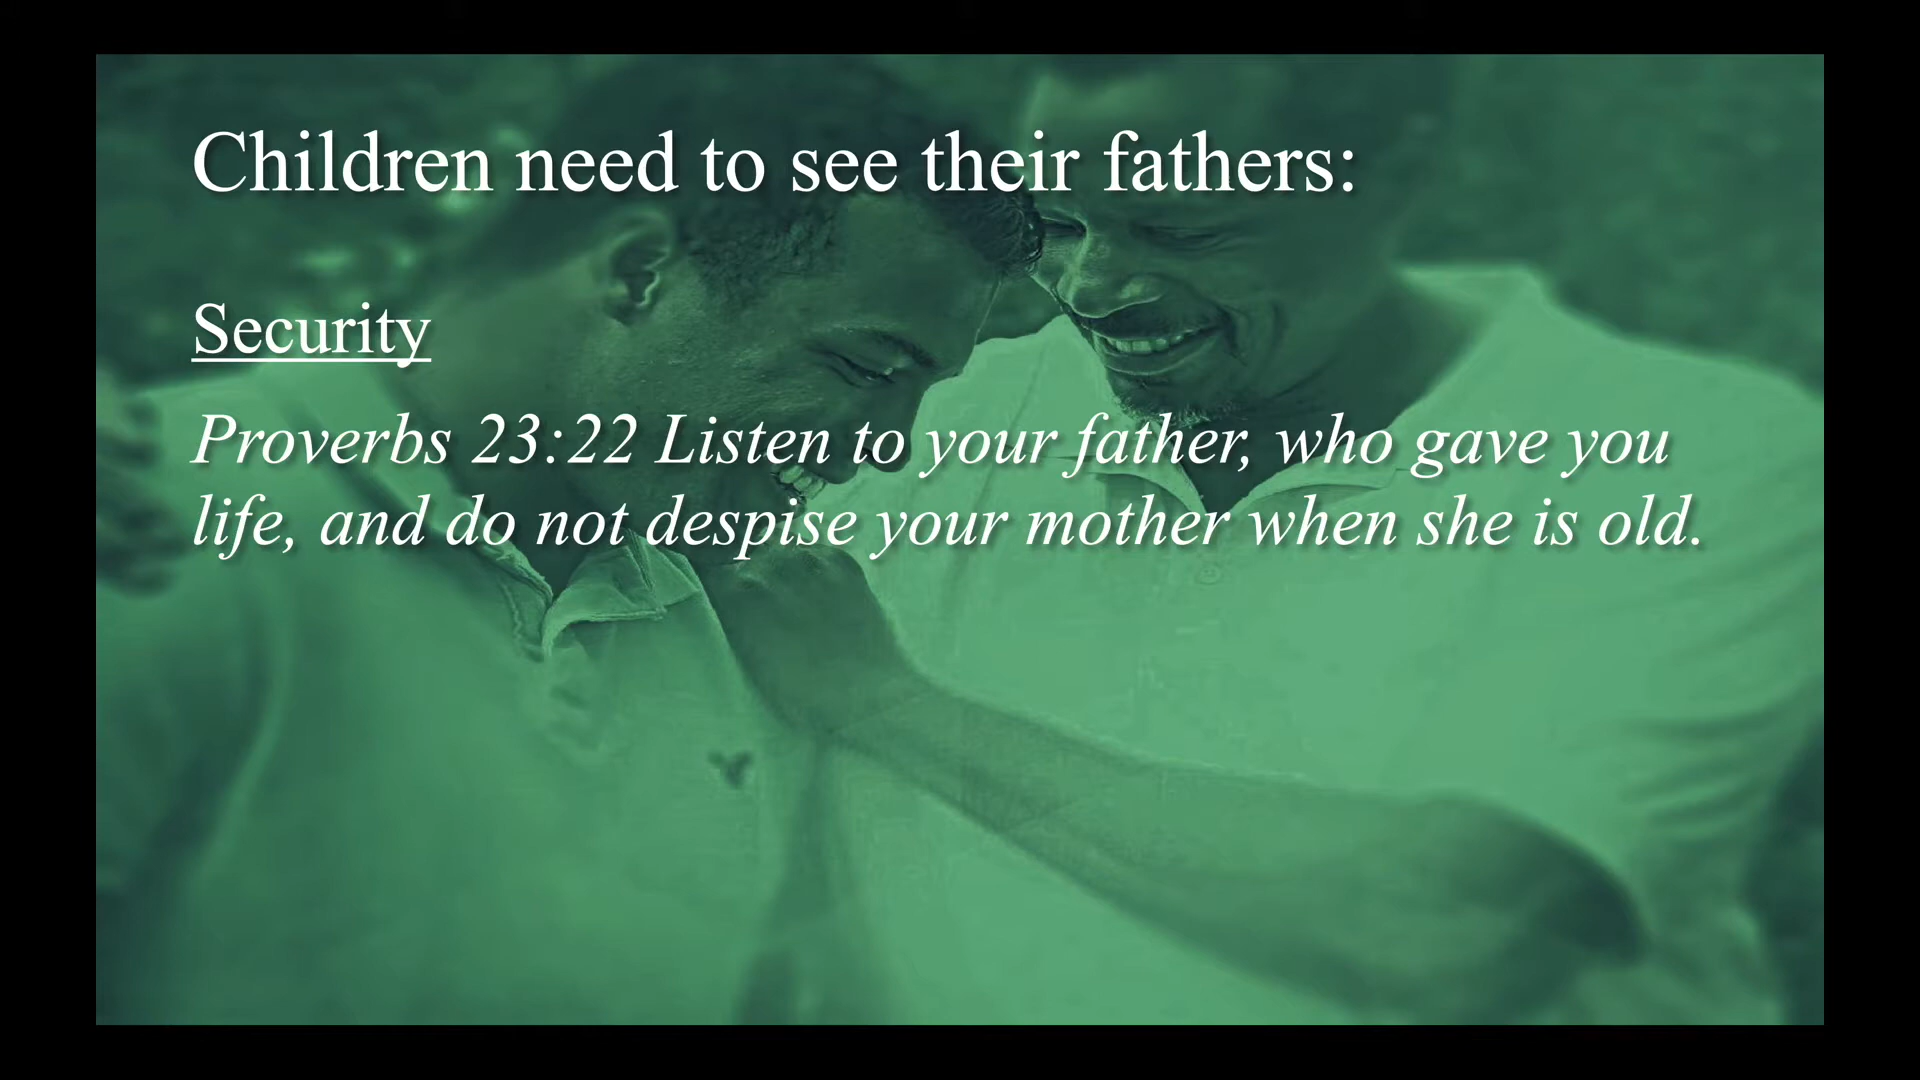 Children need to see their fathers:
Security
Proverbs 23:22 Listen to your father, who gave you
life, and do not despise your mother when she is old.